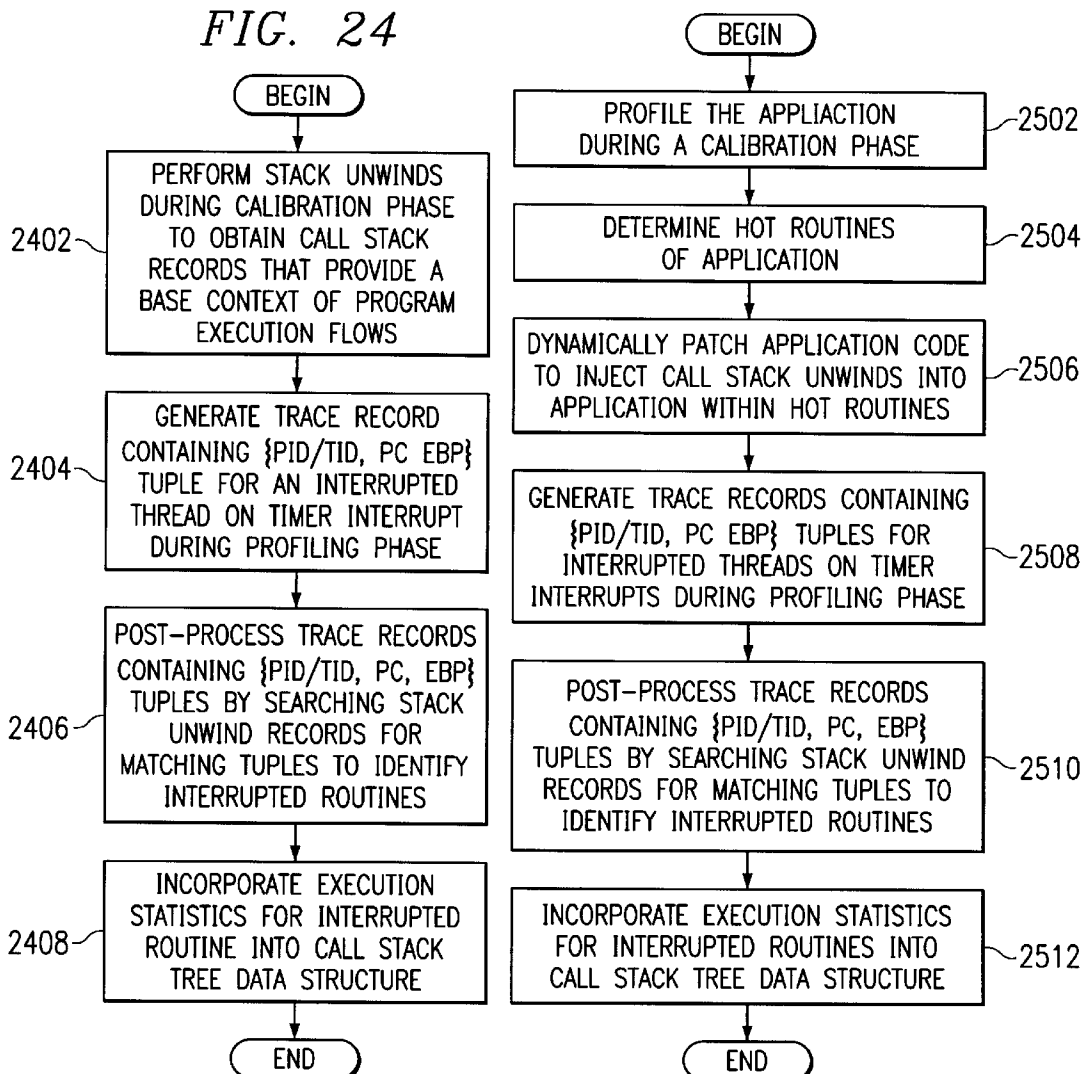 FIG. 24
BEGIN
2402
PERFORM STACK UNWINDS
DURING CALIBRATION PHASE
TO OBTAIN CALL STACK
RECORDS THAT PROVIDE A
BASE CONTEXT OF PROGRAM
EXECUTION FLOWS
2404
GENERATE TRACE RECORD
CONTAINING {PID/TID, PC EBP}
TUPLE FOR AN INTERRUPTED
THREAD ON TIMER INTERRUPT
DURING PROFILING PHASE
2406
POST-PROCESS TRACE RECORDS
CONTAINING {PID/TID, PC, EBP}
TUPLES BY SEARCHING STACK
UNWIND RECORDS FOR
MATCHING TUPLES TO IDENTIFY
INTERRUPTED ROUTINES
2408
INCORPORATE EXECUTION
STATISTICS FOR INTERRUPTED
ROUTINE INTO CALL STACK
TREE DATA STRUCTURE
END
BEGIN
PROFILE THE APPLIACTION
DURING A CALIBRATION PHASE
2502
DETERMINE HOT ROUTINES
OF APPLICATION
2504
DYNAMICALLY PATCH APPLICATION CODE
TO INJECT CALL STACK UNWINDS INTO
APPLICATION WITHIN HOT ROUTINES
2506
GENERATE TRACE RECORDS CONTAINING
{PID/TID, PC EBP} TUPLES FOR
INTERRUPTED THREADS ON TIMER
INTERRUPTS DURING PROFILING PHASE
2508
POST-PROCESS TRACE RECORDS
CONTAINING {PID/TID, PC, EBP}
TUPLES BY SEARCHING STACK UNWIND
RECORDS FOR MATCHING TUPLES TO
IDENTIFY INTERRUPTED ROUTINES
2510
INCORPORATE EXECUTION STATISTICS
FOR INTERRUPTED ROUTINES INTO
CALL STACK TREE DATA STRUCTURE
2512
END